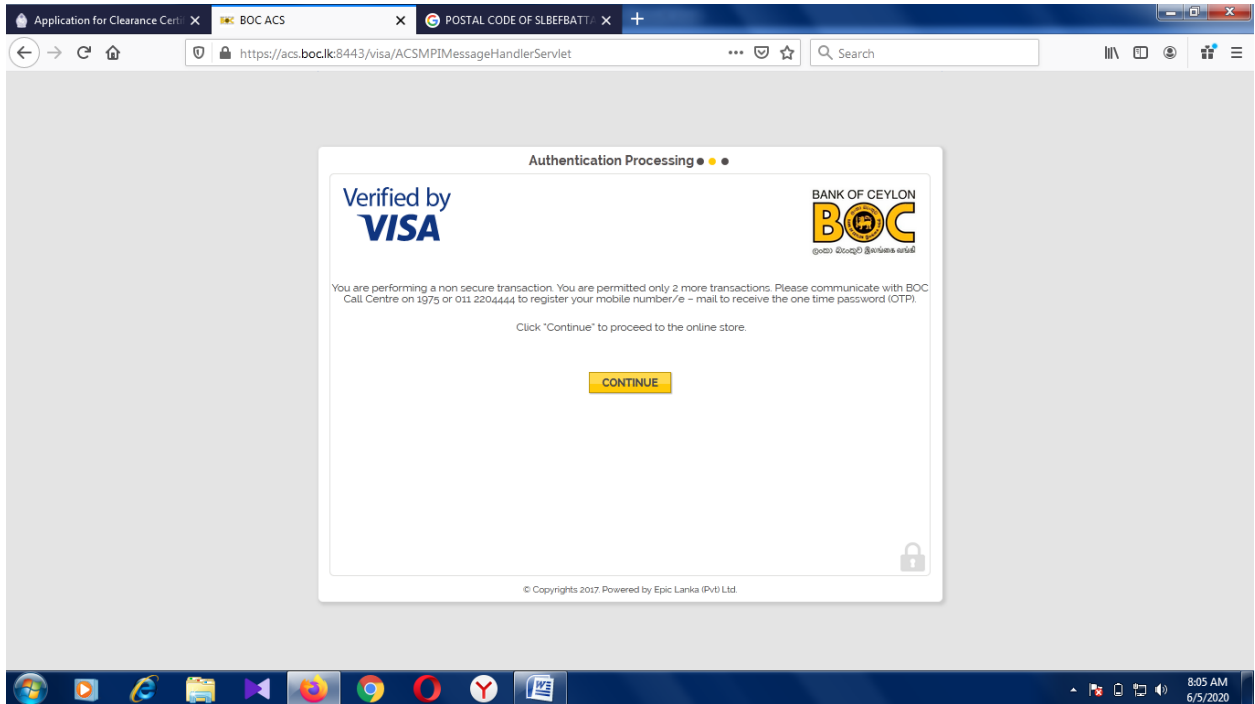 Application for Clearance Certi
BOC ACS
POSTAL CODE OF SLBEFBATTA
https://acs.boc.lk:8443/visa/ACSMPIMessageHandlerServlet
Search
Authentication Processing
Verified by
VISA
BANK OF CEYLON
BOC
ලංකා බැංකුව இலங்கை வங்கி
You are performing a non secure transaction. You are permitted only 2 more transactions. Please communicate with BOC
Call Centre on 1975 or 011 2204444 to register your mobile number/e – mail to receive the one time password (OTP).
Click "Continue" to proceed to the online store.
CONTINUE
© Copyrights 2017. Powered by Epic Lanka (Pvt) Ltd.
8:05 AM
6/5/2020